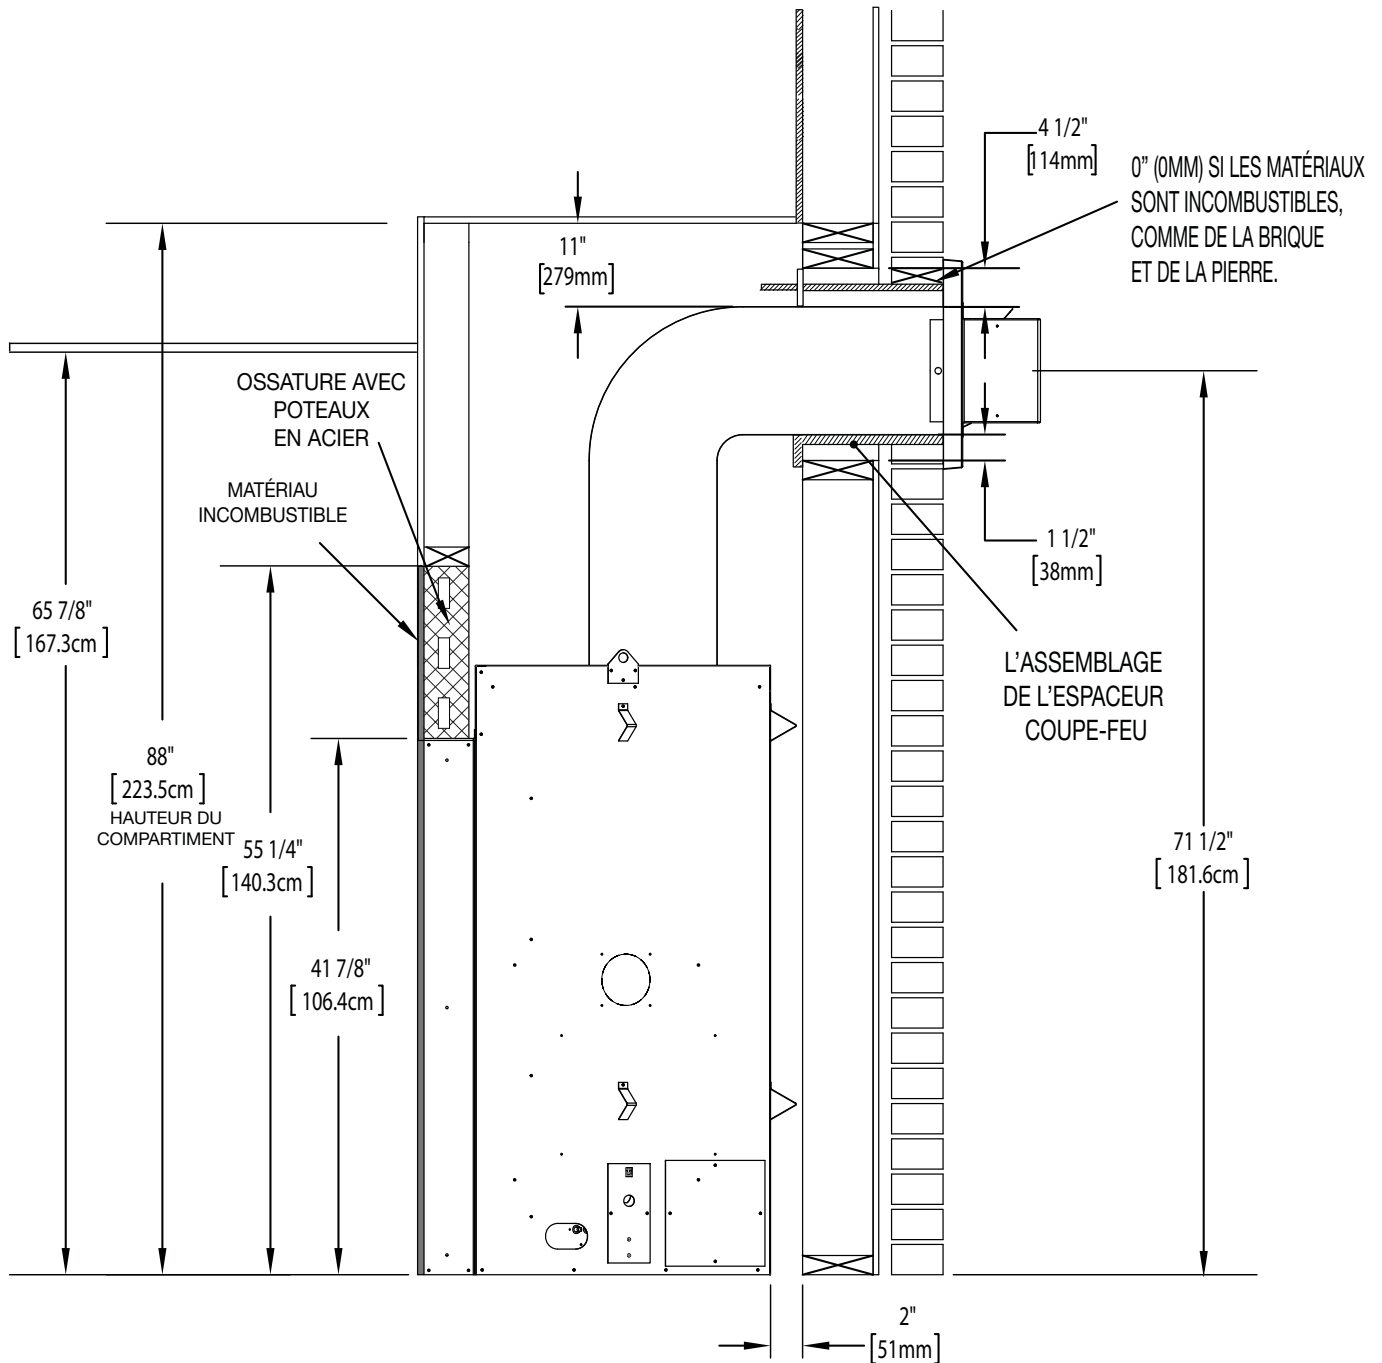 4 1/2"
[114mm]
0” (0MM) SI LES MATÉRIAUX
SONT INCOMBUSTIBLES,
COMME DE LA BRIQUE
ET DE LA PIERRE.
11"
[279mm]
OSSATURE AVEC
POTEAUX
EN ACIER
MATÉRIAU
INCOMBUSTIBLE
1 1/2"
[38mm]
65 7/8"
[167.3cm]
L’ASSEMBLAGE
DE L’ESPACEUR
COUPE-FEU
88"
[223.5cm]
HAUTEUR DU
COMPARTIMENT
55 1/4"
[140.3cm]
71 1/2"
[181.6cm]
41 7/8"
[106.4cm]
2"
[51mm]